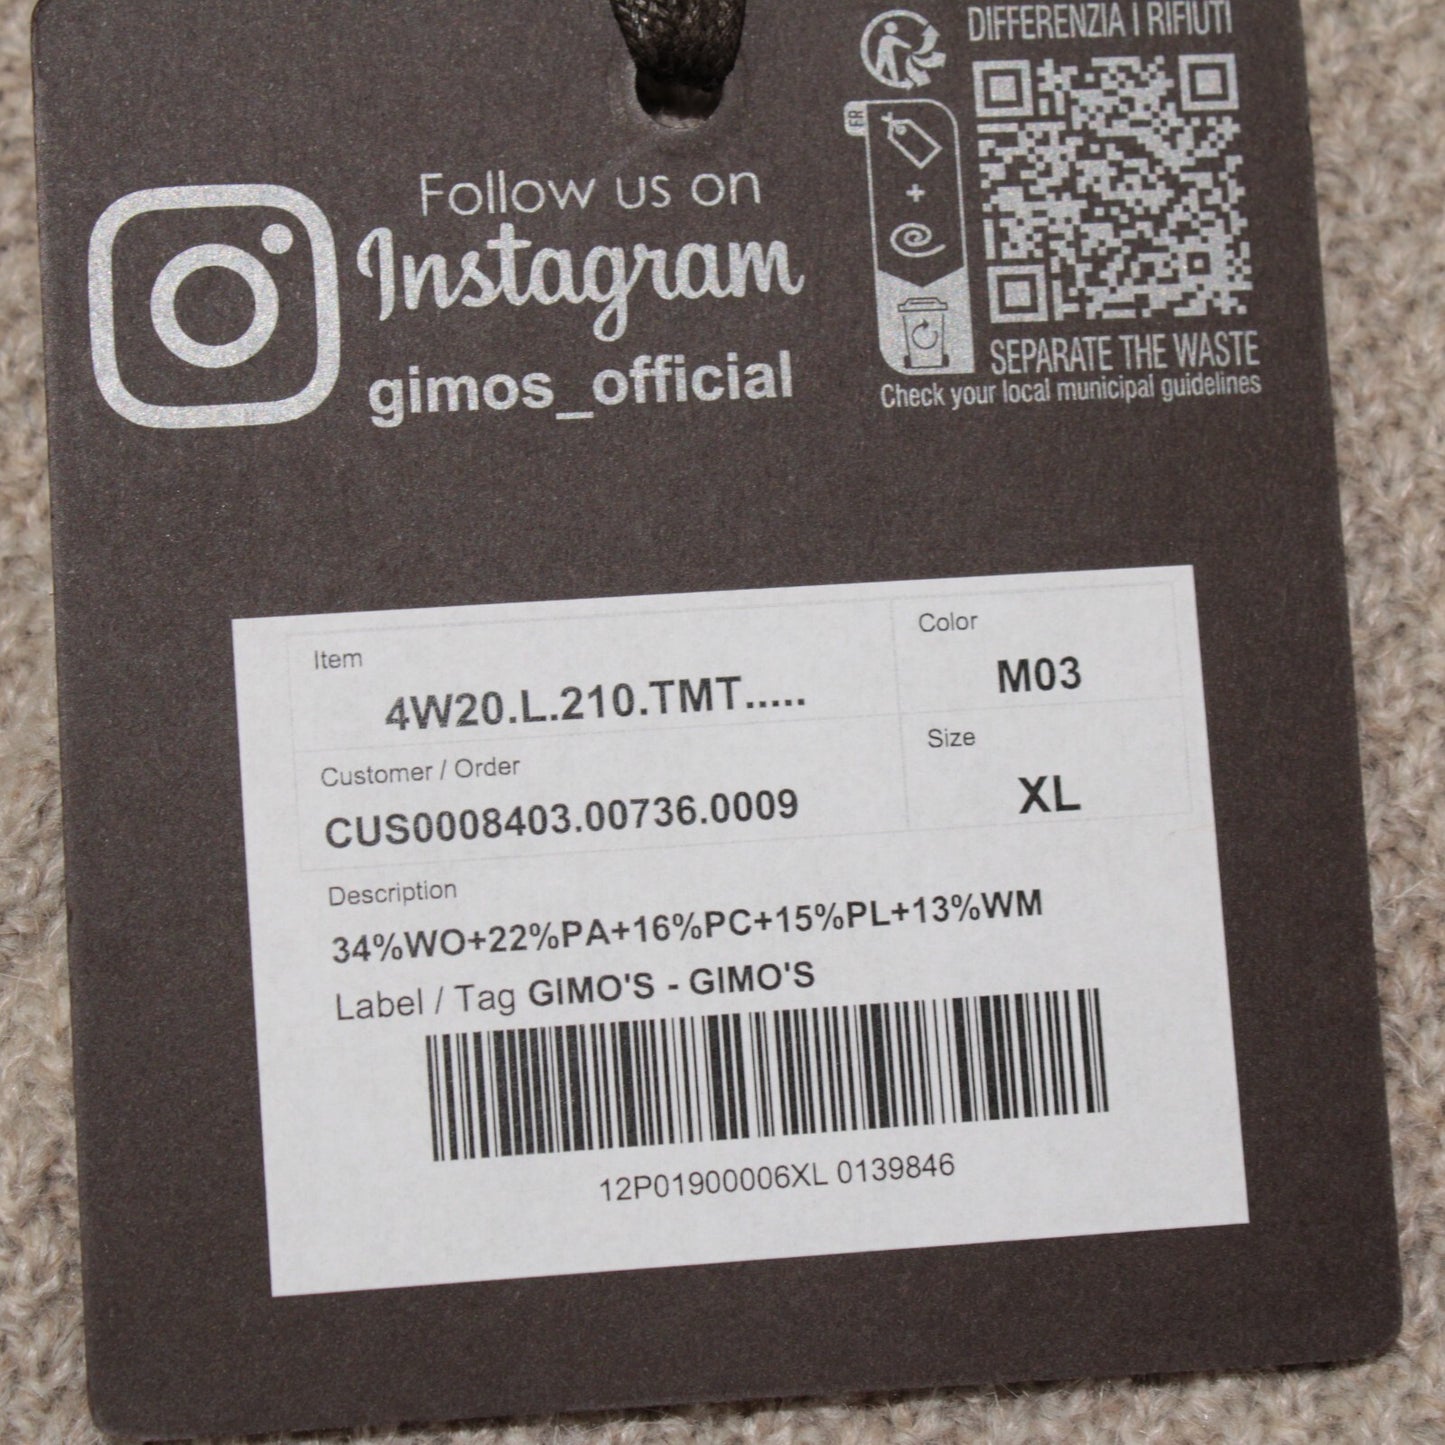 DIFFERENZIA I RIFIUTI
FR
+
SEPARATE THE WASTE
Check your local municipal guidelines
Follow us on
Instagram
gimos_official
Item
4W20.L.210.TMT.....
Color
M03
Customer / Order
CUS0008403.00736.0009
Size
XL
Description
34%WO+22%PA+16%PC+15%PL+13%WM
Label / Tag GIMO'S - GIMO'S
12P01900006XL 0139846